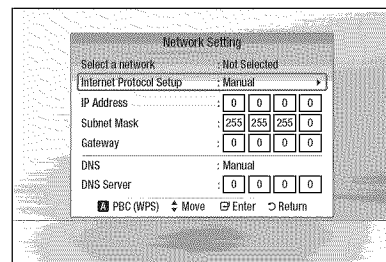 Network Setting
Select a network : Not Selected
Internet Protocol Setup : Manual
IP Address : 0 0 0 0
Subnet Mask : 255 255 255 0
Gateway : 0 0 0 0
DNS : Manual
DNS Server : 0 0 0 0
A PBC (WPS) Move Enter Return